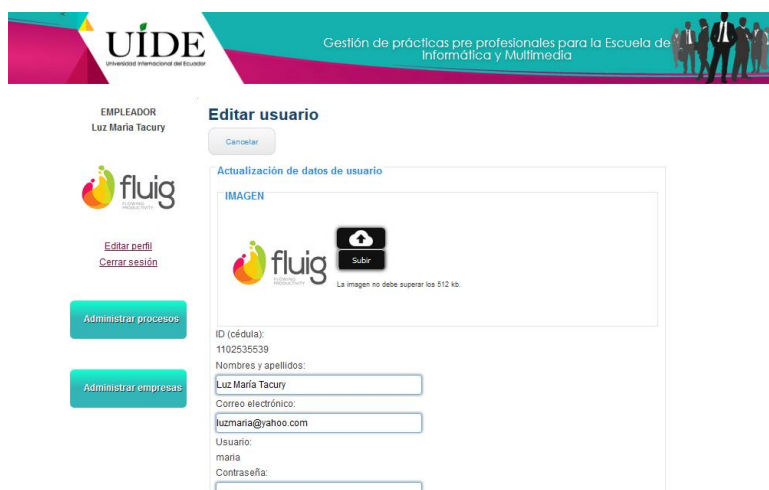 UÍDE
Universidad Internacional del Ecuador
Gestión de prácticas pre profesionales para la Escuela de
Informática y Multimedia
EMPLEADOR
Luz María Tacury
fluig
FLOWING
PRODUCTIVITY
Editar perfil
Cerrar sesión
Administrar procesos
Administrar empresas
Editar usuario
Cancelar
Actualización de datos de usuario
IMAGEN
fluig
FLOWING
PRODUCTIVITY
Subir
La imagen no debe superar los 512 kb.
ID (cédula):
1102535539
Nombres y apellidos:
Luz María Tacury
Correo electrónico:
luzmaria@yahoo.com
Usuario:
maria
Contraseña: